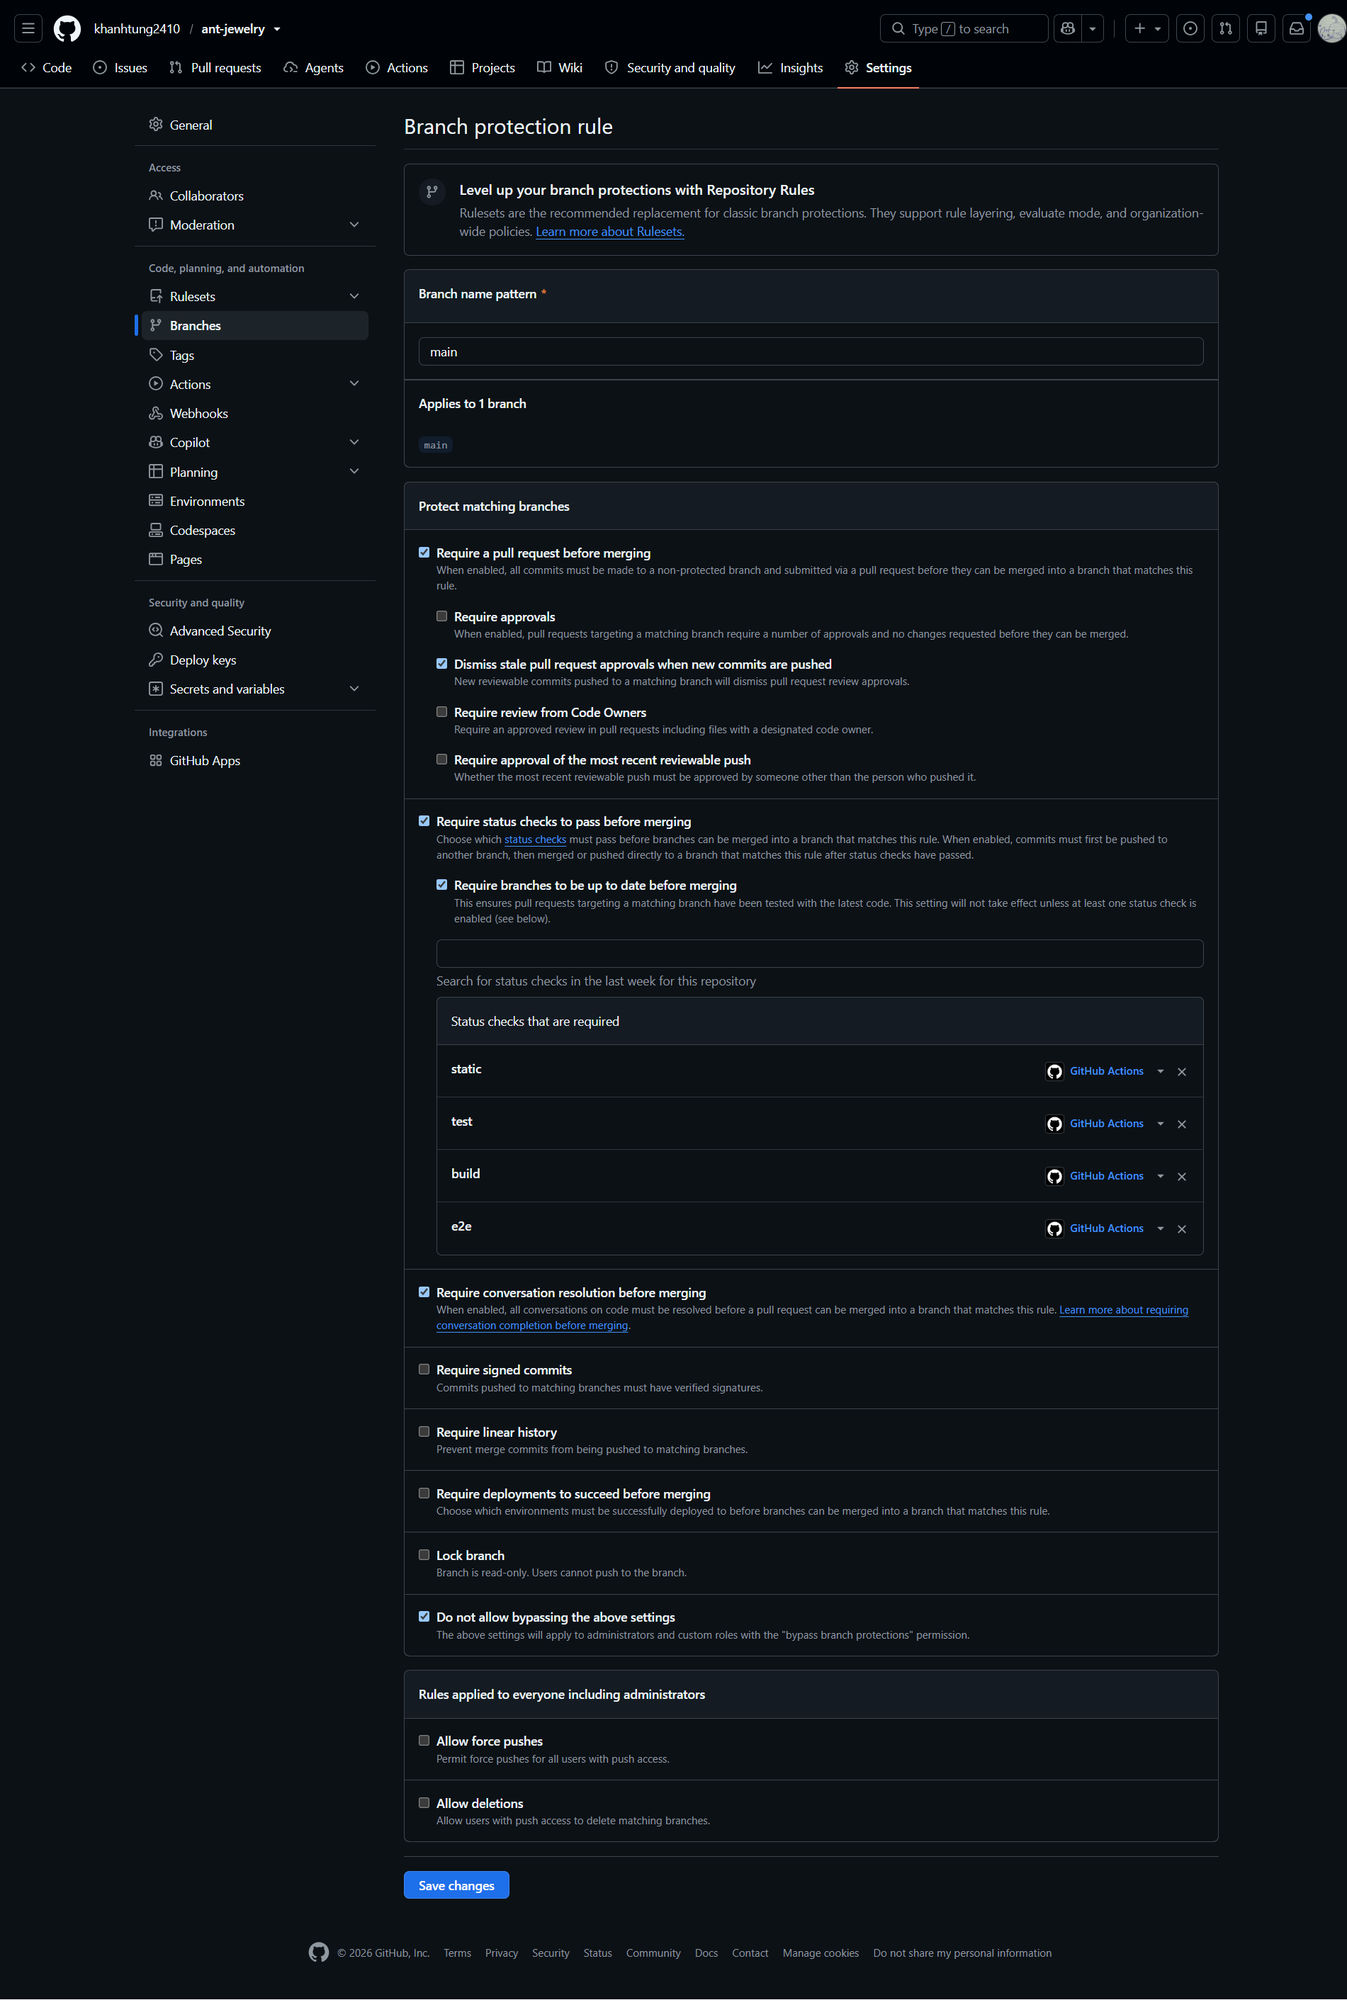 khanhtung2410 / ant-jewelry
Type / to search
Code
Issues
Pull requests
Agents
Actions
Projects
Wiki
Security and quality
Insights
Settings
General
Access
Collaborators
Moderation
Code, planning, and automation
Rulesets
Branches
Tags
Actions
Webhooks
Copilot
Planning
Environments
Codespaces
Pages
Security and quality
Advanced Security
Deploy keys
Secrets and variables
Integrations
GitHub Apps
Branch protection rule
Level up your branch protections with Repository Rules
Rulesets are the recommended replacement for classic branch protections. They support rule layering, evaluate mode, and organization-
wide policies. Learn more about Rulesets.
Branch name pattern *
main
Applies to 1 branch
main
Protect matching branches
Require a pull request before merging
When enabled, all commits must be made to a non-protected branch and submitted via a pull request before they can be merged into a branch that matches this
rule.
Require approvals
When enabled, pull requests targeting a matching branch require a number of approvals and no changes requested before they can be merged.
Dismiss stale pull request approvals when new commits are pushed
New reviewable commits pushed to a matching branch will dismiss pull request review approvals.
Require review from Code Owners
Require an approved review in pull requests including files with a designated code owner.
Require approval of the most recent reviewable push
Whether the most recent reviewable push must be approved by someone other than the person who pushed it.
Require status checks to pass before merging
Choose which status checks must pass before branches can be merged into a branch that matches this rule. When enabled, commits must first be pushed to
another branch, then merged or pushed directly to a branch that matches this rule after status checks have passed.
Require branches to be up to date before merging
This ensures pull requests targeting a matching branch have been tested with the latest code. This setting will not take effect unless at least one status check is
enabled (see below).
Search for status checks in the last week for this repository
Status checks that are required
static
GitHub Actions
test
GitHub Actions
build
GitHub Actions
e2e
GitHub Actions
Require conversation resolution before merging
When enabled, all conversations on code must be resolved before a pull request can be merged into a branch that matches this rule. Learn more about requiring
conversation completion before merging.
Require signed commits
Commits pushed to matching branches must have verified signatures.
Require linear history
Prevent merge commits from being pushed to matching branches.
Require deployments to succeed before merging
Choose which environments must be successfully deployed to before branches can be merged into a branch that matches this rule.
Lock branch
Branch is read-only. Users cannot push to the branch.
Do not allow bypassing the above settings
The above settings will apply to administrators and custom roles with the "bypass branch protections" permission.
Rules applied to everyone including administrators
Allow force pushes
Permit force pushes for all users with push access.
Allow deletions
Allow users with push access to delete matching branches.
Save changes
© 2026 GitHub, Inc.
Terms
Privacy
Security
Status
Community
Docs
Contact
Manage cookies
Do not share my personal information